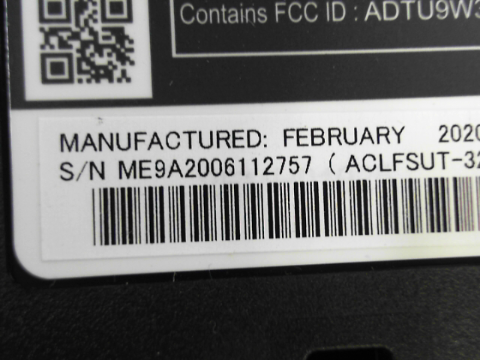 Contains FCC ID : ADTU9W3
MANUFACTURED: FEBRUARY 2020
S/N ME9A2006112757 ( ACLFSUT-32